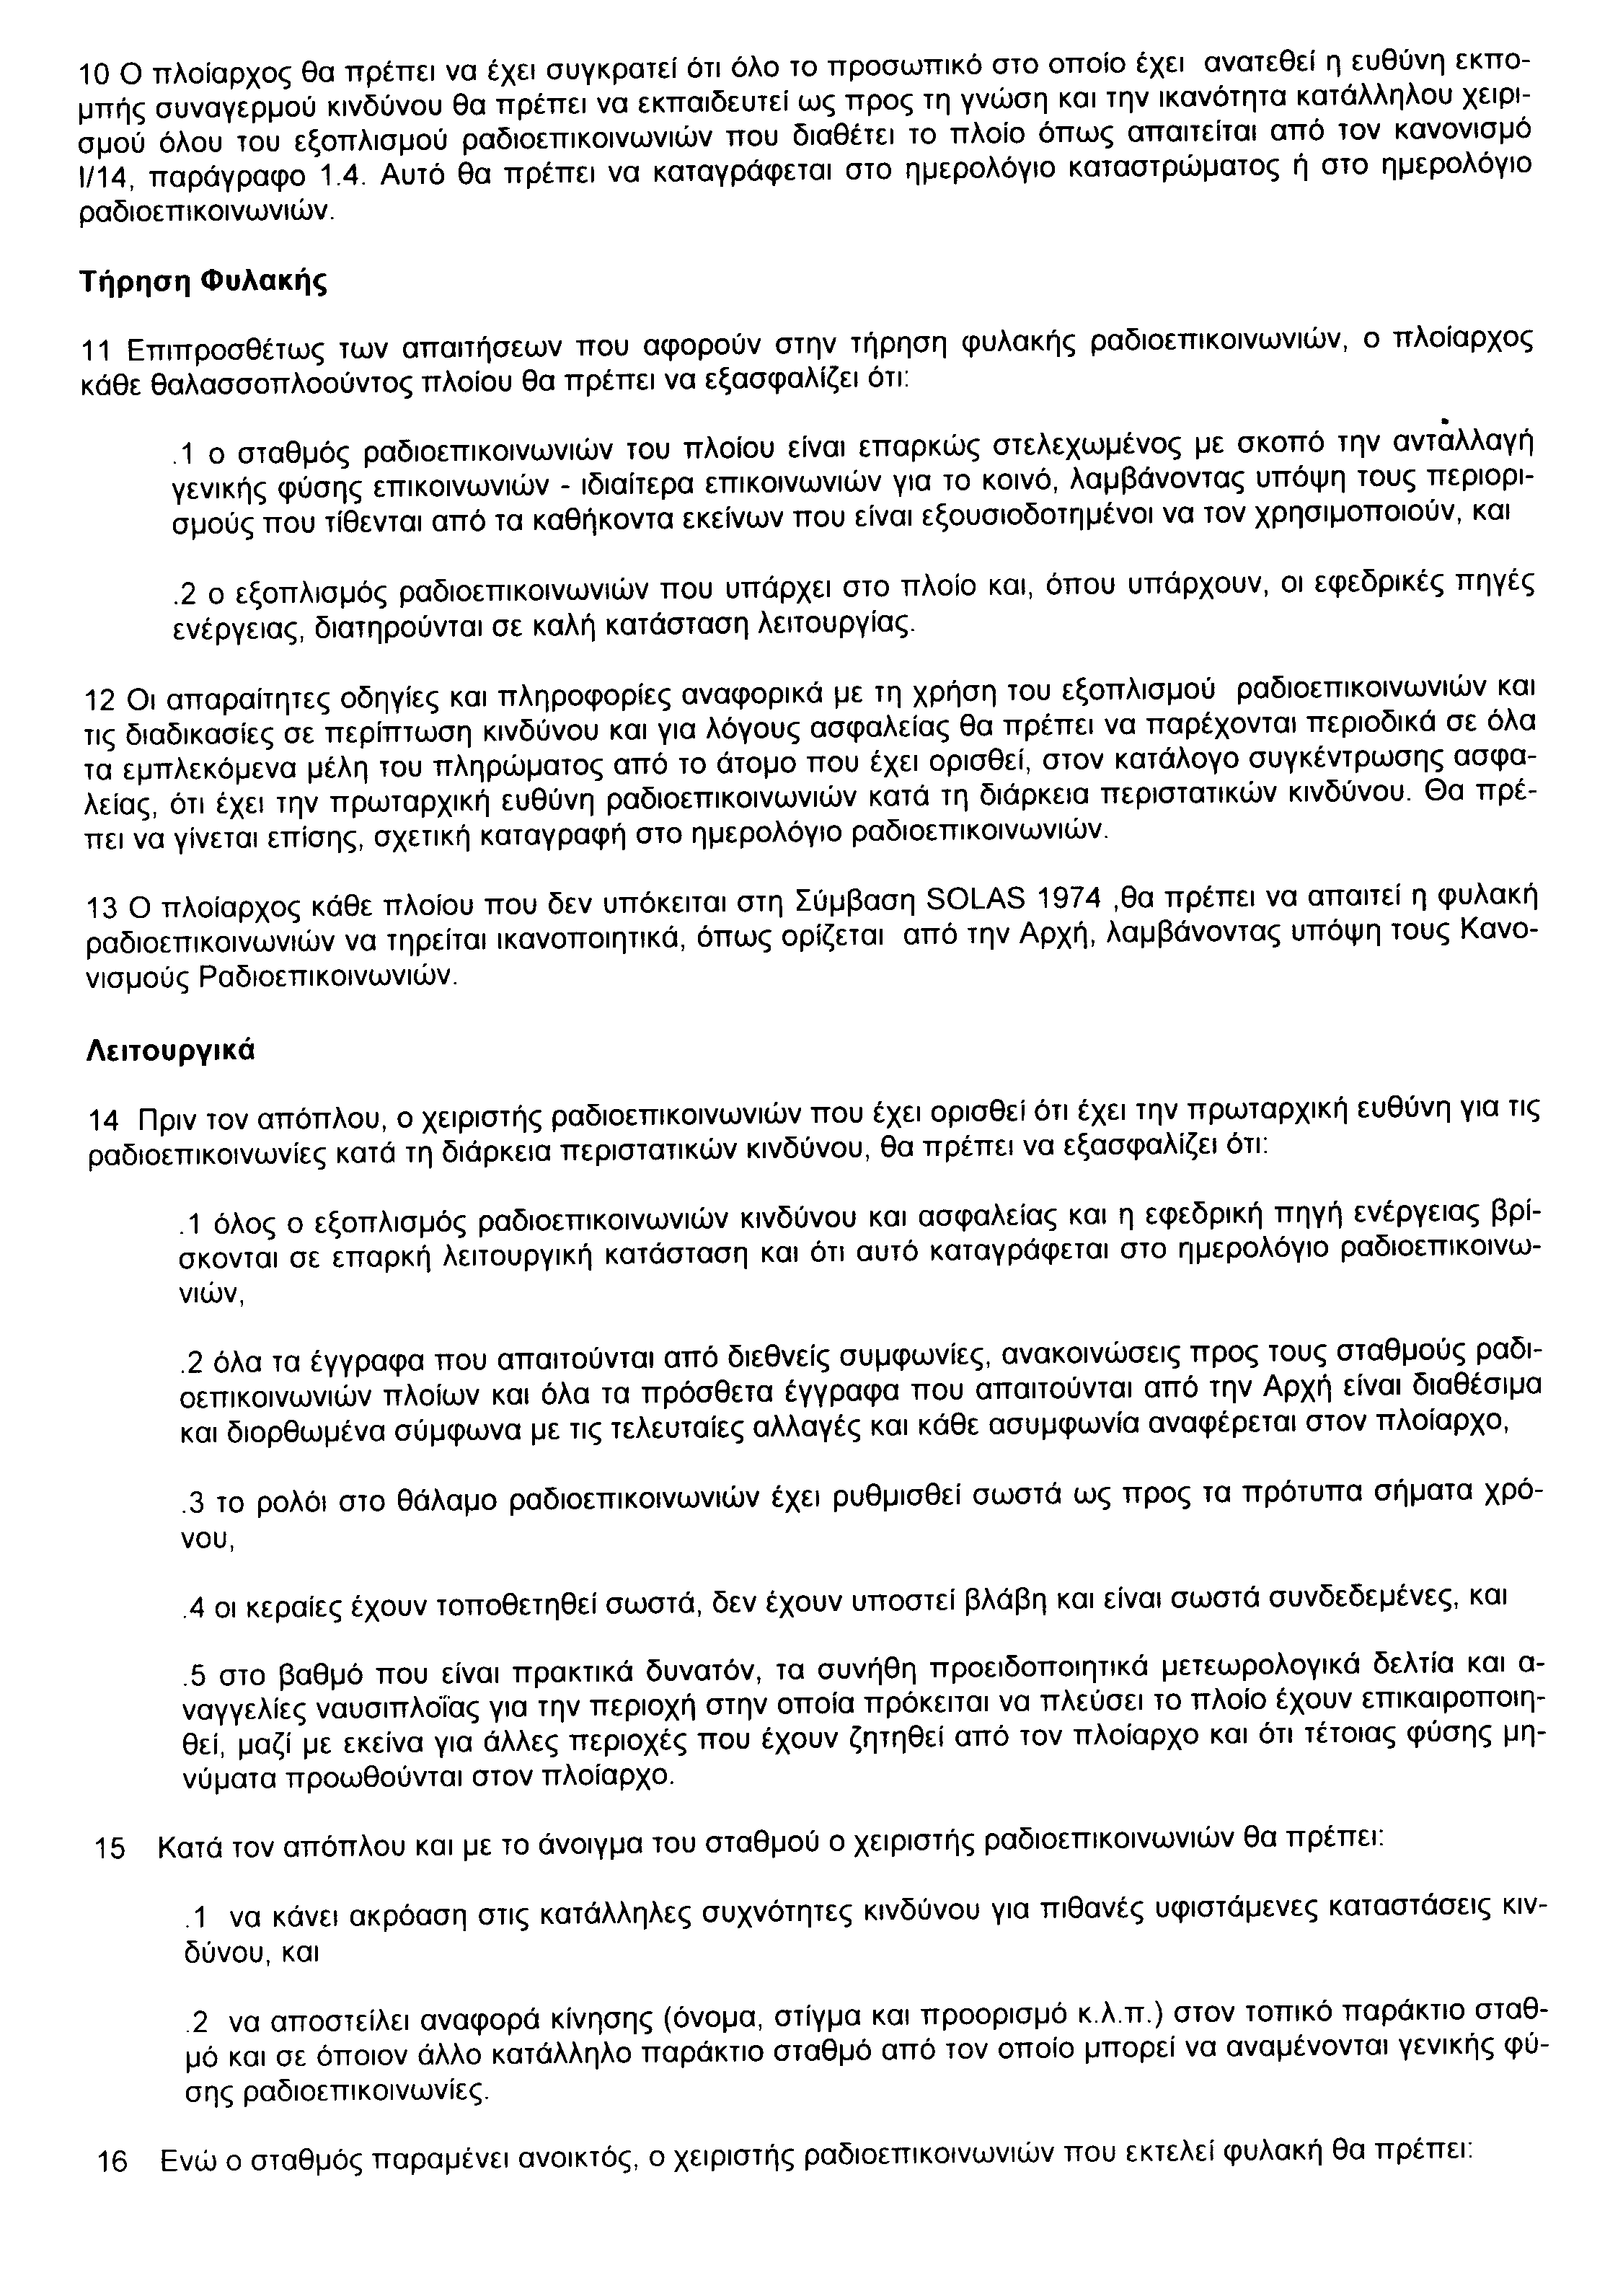 10 Ο πλοίαρχος θα πρέπει να έχει συγκρατεί ότι όλο το προσωπικό στο οποίο έχει ανατεθεί η ευθύνη εκπο-
μπής συναγερμού κινδύνου θα πρέπει να εκπαιδευτεί ως προς τη γνώση και την ικανότητα κατάλληλου χειρι-
σμού όλου του εξοπλισμού ραδιοεπικοινωνιών που διαθέτει το πλοίο όπως απαιτείται από τον κανονισμό
I/14, παράγραφο 1.4. Αυτό θα πρέπει να καταγράφεται στο ημερολόγιο καταστρώματος ή στο ημερολόγιο
ραδιοεπικοινωνιών.
Τήρηση Φυλακής
11 Επιπροσθέτως των απαιτήσεων που αφορούν στην τήρηση φυλακής ραδιοεπικοινωνιών, ο πλοίαρχος
κάθε θαλασσοπλοούντος πλοίου θα πρέπει να εξασφαλίζει ότι:
.1 ο σταθμός ραδιοεπικοινωνιών του πλοίου είναι επαρκώς στελεχωμένος με σκοπό την ανταλλαγή
γενικής φύσης επικοινωνιών - ιδιαίτερα επικοινωνιών για το κοινό, λαμβάνοντας υπόψη τους περιορι-
σμούς που τίθενται από τα καθήκοντα εκείνων που είναι εξουσιοδοτημένοι να τον χρησιμοποιούν, και
.2 ο εξοπλισμός ραδιοεπικοινωνιών που υπάρχει στο πλοίο και, όπου υπάρχουν, οι εφεδρικές πηγές
ενέργειας, διατηρούνται σε καλή κατάσταση λειτουργίας.
12 Οι απαραίτητες οδηγίες και πληροφορίες αναφορικά με τη χρήση του εξοπλισμού ραδιοεπικοινωνιών και
τις διαδικασίες σε περίπτωση κινδύνου και για λόγους ασφαλείας θα πρέπει να παρέχονται περιοδικά σε όλα
τα εμπλεκόμενα μέλη του πληρώματος από το άτομο που έχει ορισθεί, στον κατάλογο συγκέντρωσης ασφα-
λείας, ότι έχει την πρωταρχική ευθύνη ραδιοεπικοινωνιών κατά τη διάρκεια περιστατικών κινδύνου. Θα πρέ-
πει να γίνεται επίσης, σχετική καταγραφή στο ημερολόγιο ραδιοεπικοινωνιών.
13 Ο πλοίαρχος κάθε πλοίου που δεν υπόκειται στη Σύμβαση SOLAS 1974 ,θα πρέπει να απαιτεί η φυλακή
ραδιοεπικοινωνιών να τηρείται ικανοποιητικά, όπως ορίζεται από την Αρχή, λαμβάνοντας υπόψη τους Κανο-
νισμούς Ραδιοεπικοινωνιών.
Λειτουργικά
14 Πριν τον απόπλου, ο χειριστής ραδιοεπικοινωνιών που έχει ορισθεί ότι έχει την πρωταρχική ευθύνη για τις
ραδιοεπικοινωνίες κατά τη διάρκεια περιστατικών κινδύνου, θα πρέπει να εξασφαλίζει ότι:
.1 όλος ο εξοπλισμός ραδιοεπικοινωνιών κινδύνου και ασφαλείας και η εφεδρική πηγή ενέργειας βρί-
σκονται σε επαρκή λειτουργική κατάσταση και ότι αυτό καταγράφεται στο ημερολόγιο ραδιοεπικοινω-
νιών,
.2 όλα τα έγγραφα που απαιτούνται από διεθνείς συμφωνίες, ανακοινώσεις προς τους σταθμούς ραδι-
οεπικοινωνιών πλοίων και όλα τα πρόσθετα έγγραφα που απαιτούνται από την Αρχή είναι διαθέσιμα
και διορθωμένα σύμφωνα με τις τελευταίες αλλαγές και κάθε ασυμφωνία αναφέρεται στον πλοίαρχο,
.3 το ρολόι στο θάλαμο ραδιοεπικοινωνιών έχει ρυθμισθεί σωστά ως προς τα πρότυπα σήματα χρό-
νου,
.4 οι κεραίες έχουν τοποθετηθεί σωστά, δεν έχουν υποστεί βλάβη και είναι σωστά συνδεδεμένες, και
.5 στο βαθμό που είναι πρακτικά δυνατόν, τα συνήθη προειδοποιητικά μετεωρολογικά δελτία και α-
ναγγελίες ναυσιπλοΐας για την περιοχή στην οποία πρόκειται να πλεύσει το πλοίο έχουν επικαιροποιη-
θεί, μαζί με εκείνα για άλλες περιοχές που έχουν ζητηθεί από τον πλοίαρχο και ότι τέτοιας φύσης μη-
νύματα προωθούνται στον πλοίαρχο.
15 Κατά τον απόπλου και με το άνοιγμα του σταθμού ο χειριστής ραδιοεπικοινωνιών θα πρέπει:
.1 να κάνει ακρόαση στις κατάλληλες συχνότητες κινδύνου για πιθανές υφιστάμενες καταστάσεις κιν-
δύνου, και
.2 να αποστείλει αναφορά κίνησης (όνομα, στίγμα και προορισμό κ.λ.π.) στον τοπικό παράκτιο σταθ-
μό και σε όποιον άλλο κατάλληλο παράκτιο σταθμό από τον οποίο μπορεί να αναμένονται γενικής φύ-
σης ραδιοεπικοινωνίες.
16 Ενώ ο σταθμός παραμένει ανοικτός, ο χειριστής ραδιοεπικοινωνιών που εκτελεί φυλακή θα πρέπει: